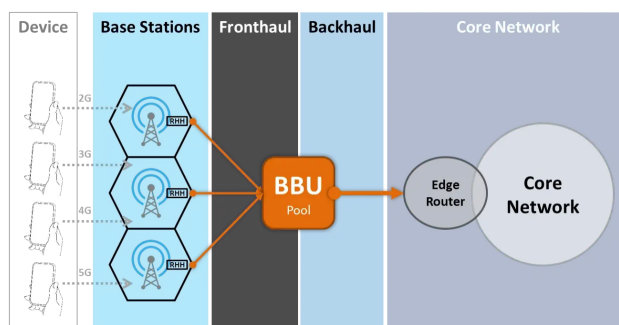 Device
Base Stations
Fronthaul
Backhaul
Core Network
2G
3G
4G
5G
RHH
RHH
RHH
BBU
Pool
Edge
Router
Core
Network